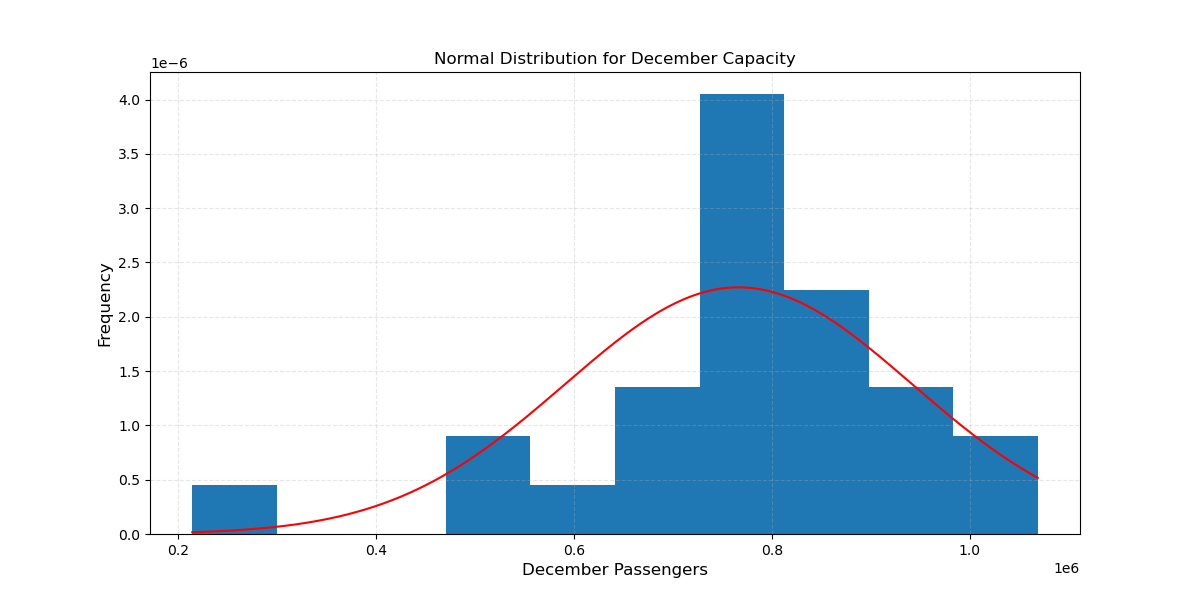 Normal Distribution for December Capacity
1e−6
4.0
3.5
3.0
2.5
2.0
1.5
1.0
0.5
0.0
Frequency
0.2 0.4 0.6 0.8 1.0
1e6
December Passengers